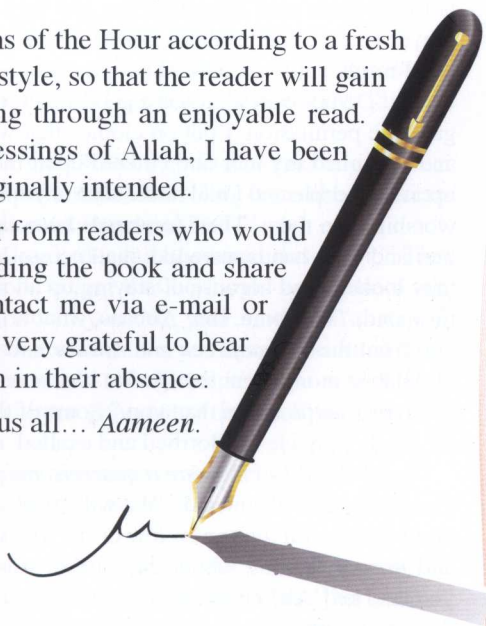 ns of the Hour according to a fresh
style, so that the reader will gain
ng through an enjoyable read.
essings of Allah, I have been
ginally intended.
r from readers who would
ding the book and share
ntact me via e-mail or
very grateful to hear
n in their absence.
us all... Aameen.